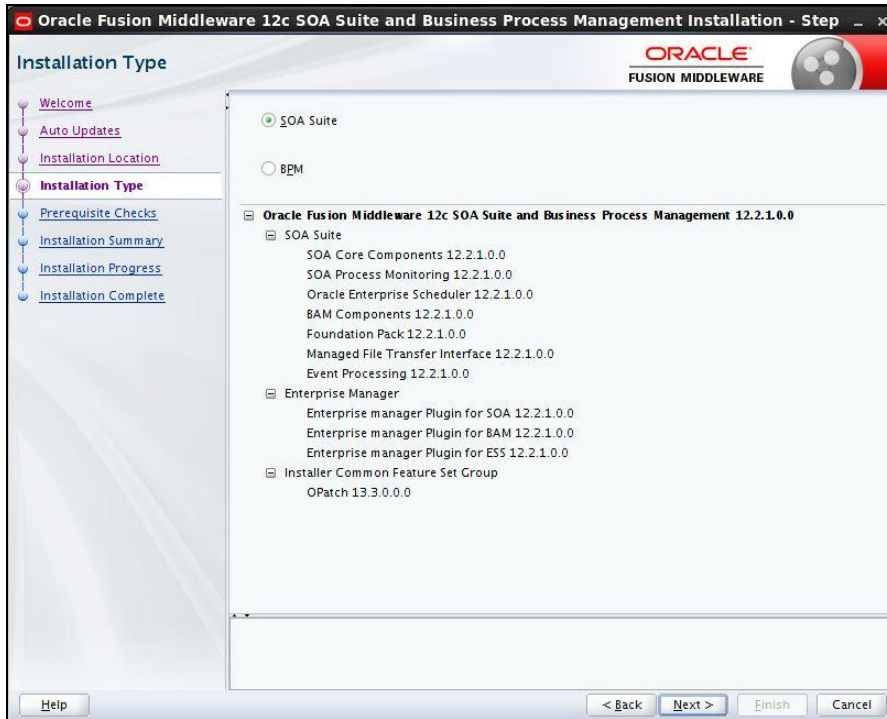 Oracle Fusion Middleware 12c SOA Suite and Business Process Management Installation - Step
Installation Type
ORACLE
FUSION MIDDLEWARE
Welcome
Auto Updates
Installation Location
Installation Type
Prerequisite Checks
Installation Summary
Installation Progress
Installation Complete
SOA Suite
BPM
Oracle Fusion Middleware 12c SOA Suite and Business Process Management 12.2.1.0.0
SOA Suite
SOA Core Components 12.2.1.0.0
SOA Process Monitoring 12.2.1.0.0
Oracle Enterprise Scheduler 12.2.1.0.0
BAM Components 12.2.1.0.0
Foundation Pack 12.2.1.0.0
Managed File Transfer Interface 12.2.1.0.0
Event Processing 12.2.1.0.0
Enterprise Manager
Enterprise manager Plugin for SOA 12.2.1.0.0
Enterprise manager Plugin for BAM 12.2.1.0.0
Enterprise manager Plugin for ESS 12.2.1.0.0
Installer Common Feature Set Group
OPatch 13.3.0.0.0
Help
< Back Next > Finish Cancel